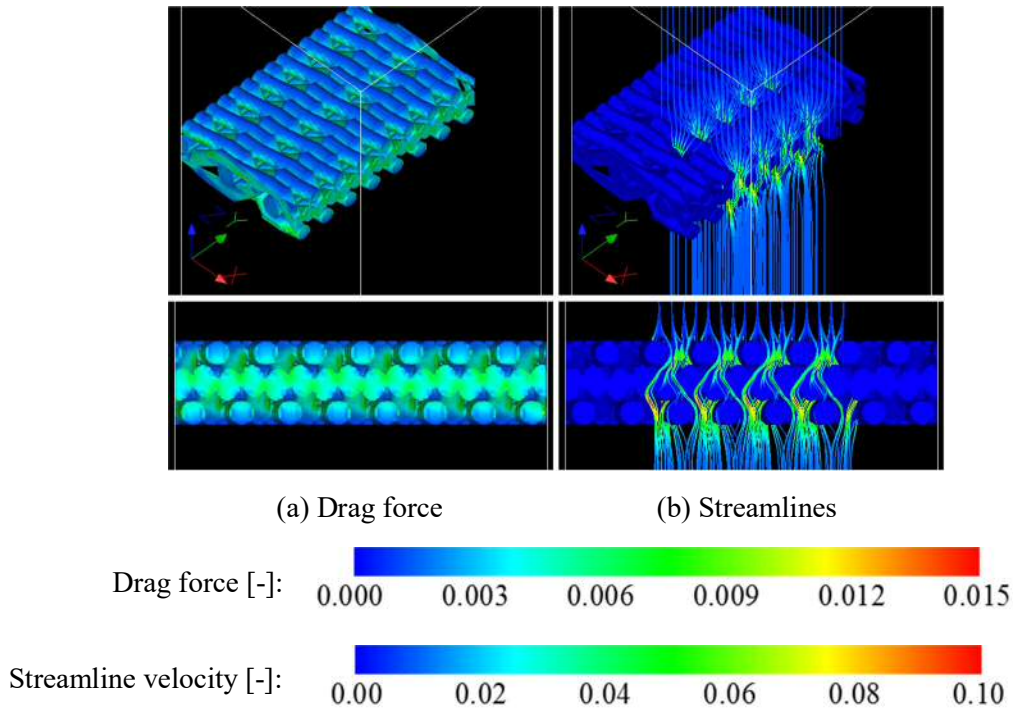 Z
Y
X
Z
Y
X
(a) Drag force
(b) Streamlines
Drag force [-]:
0.000 0.003 0.006 0.009 0.012 0.015
Streamline velocity [-]:
0.00 0.02 0.04 0.06 0.08 0.10